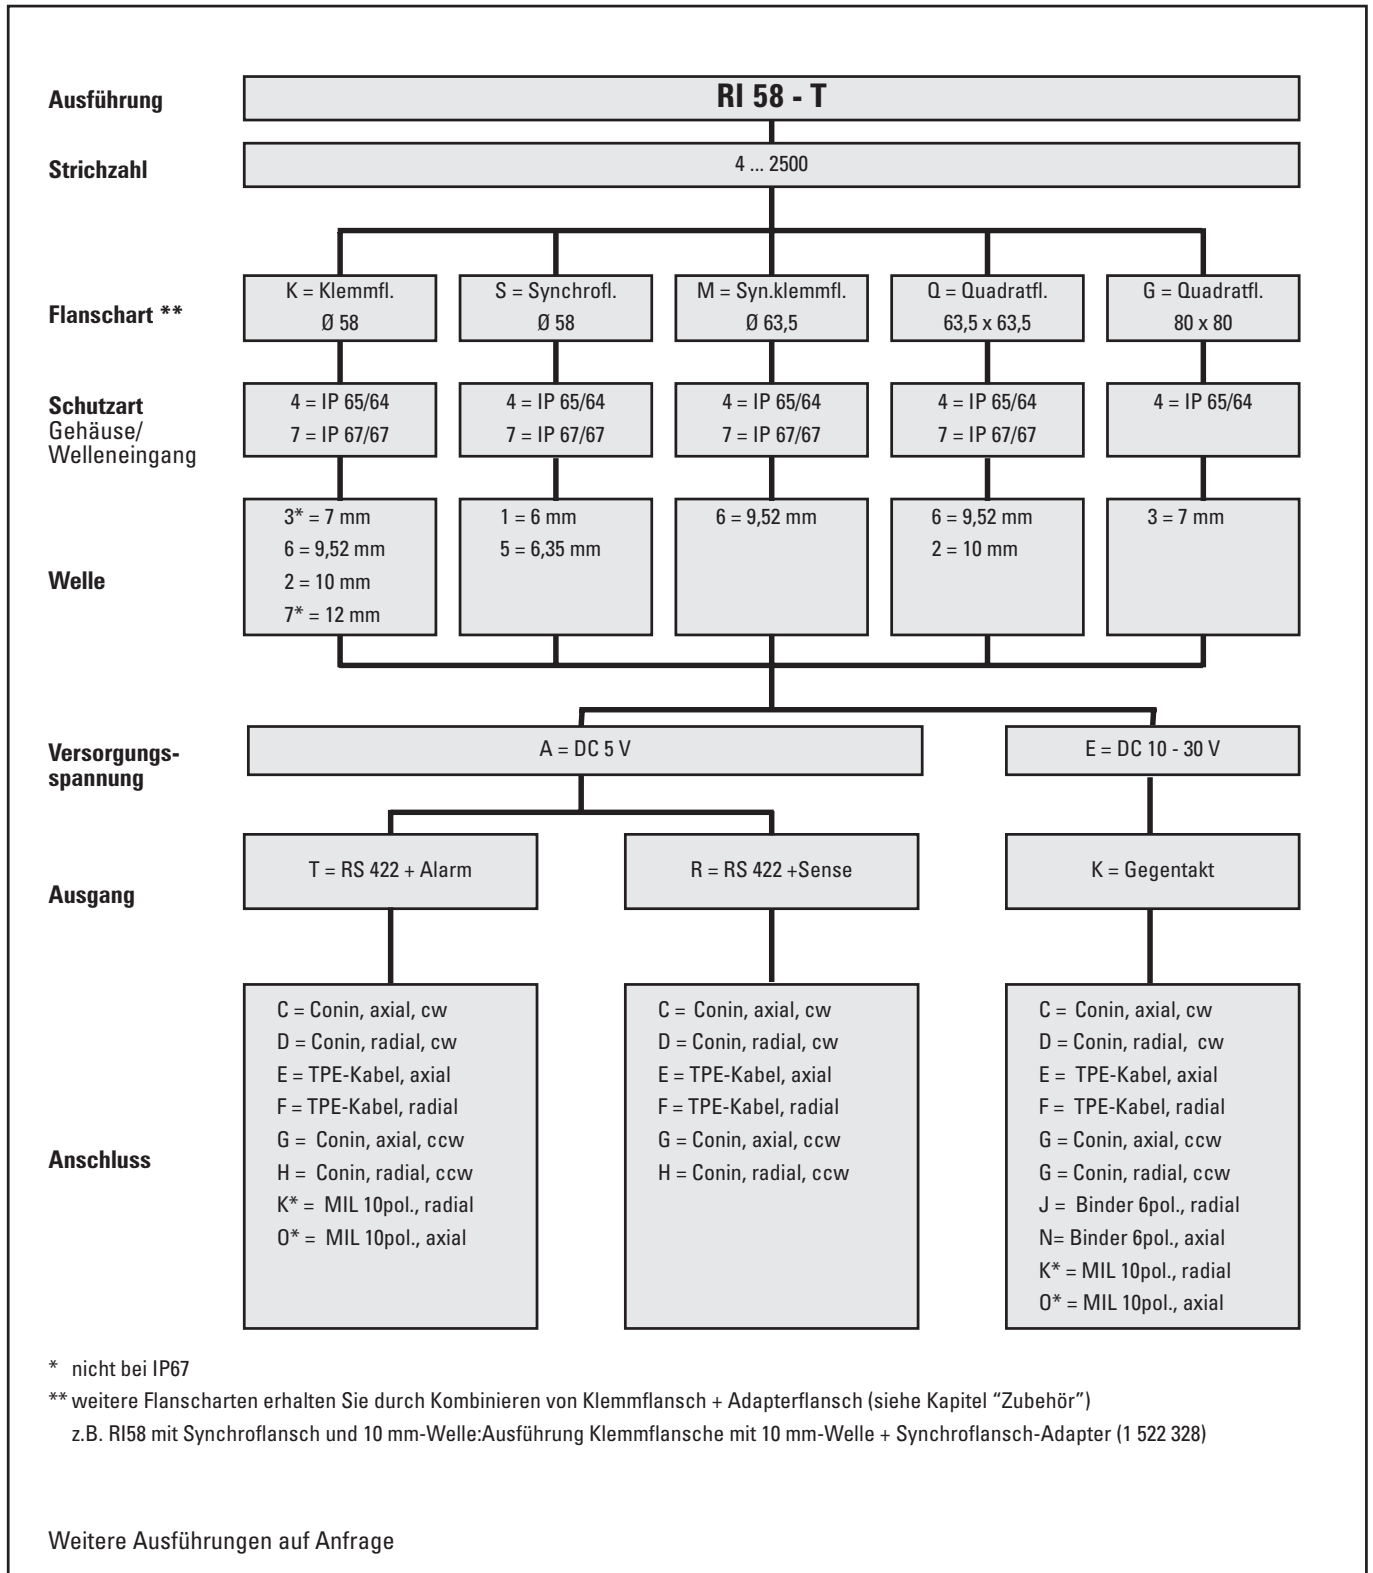 Ausführung
RI 58 - T
Strichzahl
4 ... 2500
Flanschart **
K = Klemmfl.
Ø 58
S = Synchrofl.
Ø 58
M = Syn.klemmfl.
Ø 63,5
Q = Quadratfl.
63,5 x 63,5
G = Quadratfl.
80 x 80
Schutzart
Gehäuse/
Welleneingang
4 = IP 65/64
7 = IP 67/67
4 = IP 65/64
7 = IP 67/67
4 = IP 65/64
7 = IP 67/67
4 = IP 65/64
7 = IP 67/67
4 = IP 65/64
Welle
3* = 7 mm
6 = 9,52 mm
2 = 10 mm
7* = 12 mm
1 = 6 mm
5 = 6,35 mm
6 = 9,52 mm
6 = 9,52 mm
2 = 10 mm
3 = 7 mm
Versorgungs-
spannung
A = DC 5 V
E = DC 10 - 30 V
Ausgang
T = RS 422 + Alarm
R = RS 422 +Sense
K = Gegentakt
Anschluss
C = Conin, axial, cw
D = Conin, radial, cw
E = TPE-Kabel, axial
F = TPE-Kabel, radial
G = Conin, axial, ccw
H = Conin, radial, ccw
K* = MIL 10pol., radial
O* = MIL 10pol., axial
C = Conin, axial, cw
D = Conin, radial, cw
E = TPE-Kabel, axial
F = TPE-Kabel, radial
G = Conin, axial, ccw
H = Conin, radial, ccw
C = Conin, axial, cw
D = Conin, radial, cw
E = TPE-Kabel, axial
F = TPE-Kabel, radial
G = Conin, axial, ccw
G = Conin, radial, ccw
J = Binder 6pol., radial
N= Binder 6pol., axial
K* = MIL 10pol., radial
O* = MIL 10pol., axial
* nicht bei IP67
** weitere Flanscharten erhalten Sie durch Kombinieren von Klemmflansch + Adapterflansch (siehe Kapitel “Zubehör”)
z.B. RI58 mit Synchroflansch und 10 mm-Welle:Ausführung Klemmflansche mit 10 mm-Welle + Synchroflansch-Adapter (1 522 328)
Weitere Ausführungen auf Anfrage